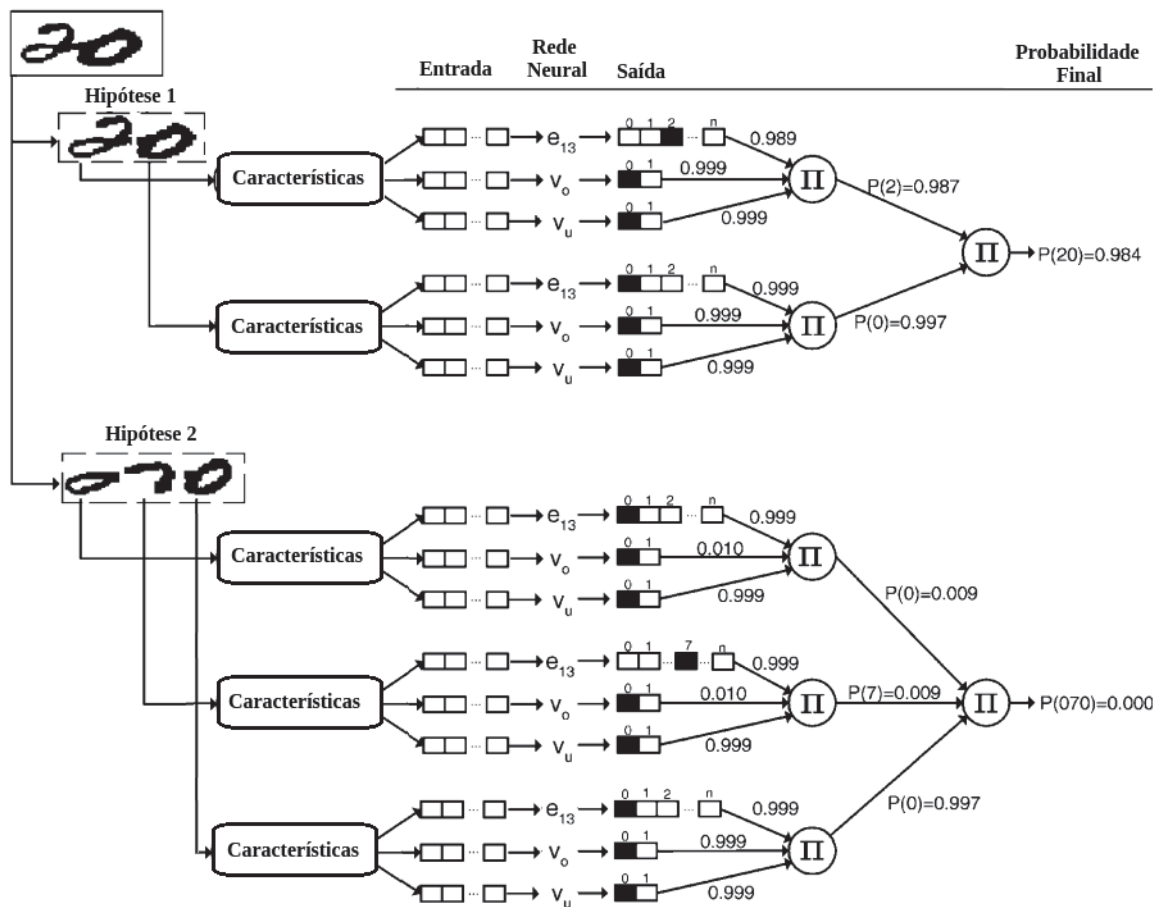 20
Entrada Rede Neural Saída Probabilidade Final
Hipótese 1
20
Características
0 1 2 n
e13 0.989
0 1
vo 0.999
0 1
vu 0.999
Π
P(2)=0.987
Características
0 1 2 n
e13 0.999
0 1
vo 0.999
0 1
vu 0.999
Π
P(0)=0.997
Π
P(20)=0.984
Hipótese 2
070
Características
0 1 2 n
e13 0.999
0 1
vo 0.010
0 1
vu 0.999
Π
P(0)=0.009
Características
0 1 7 n
e13 0.999
0 1
vo 0.010
0 1
vu 0.999
Π
P(7)=0.009
Características
0 1 2 n
e13 0.999
0 1
vo 0.999
0 1
vu 0.999
Π
P(0)=0.997
Π
P(070)=0.000